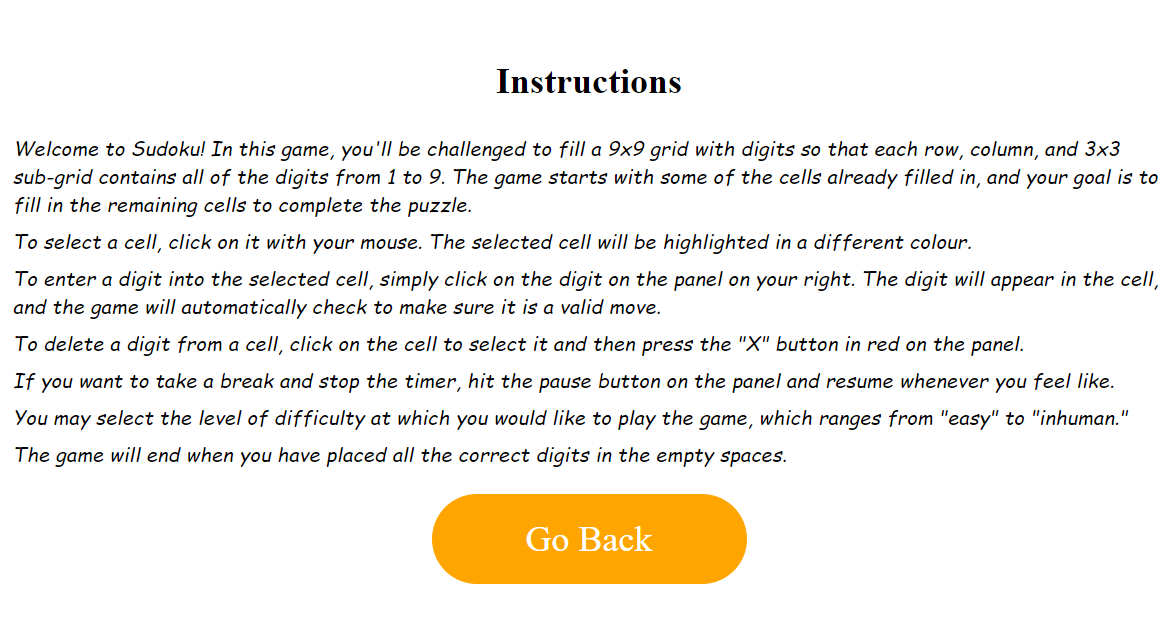 Instructions
Welcome to Sudoku! In this game, you'll be challenged to fill a 9x9 grid with digits so that each row, column, and 3x3
sub-grid contains all of the digits from 1 to 9. The game starts with some of the cells already filled in, and your goal is to
fill in the remaining cells to complete the puzzle.
To select a cell, click on it with your mouse. The selected cell will be highlighted in a different colour.
To enter a digit into the selected cell, simply click on the digit on the panel on your right. The digit will appear in the cell,
and the game will automatically check to make sure it is a valid move.
To delete a digit from a cell, click on the cell to select it and then press the "X" button in red on the panel.
If you want to take a break and stop the timer, hit the pause button on the panel and resume whenever you feel like.
You may select the level of difficulty at which you would like to play the game, which ranges from "easy" to "inhuman."
The game will end when you have placed all the correct digits in the empty spaces.
Go Back